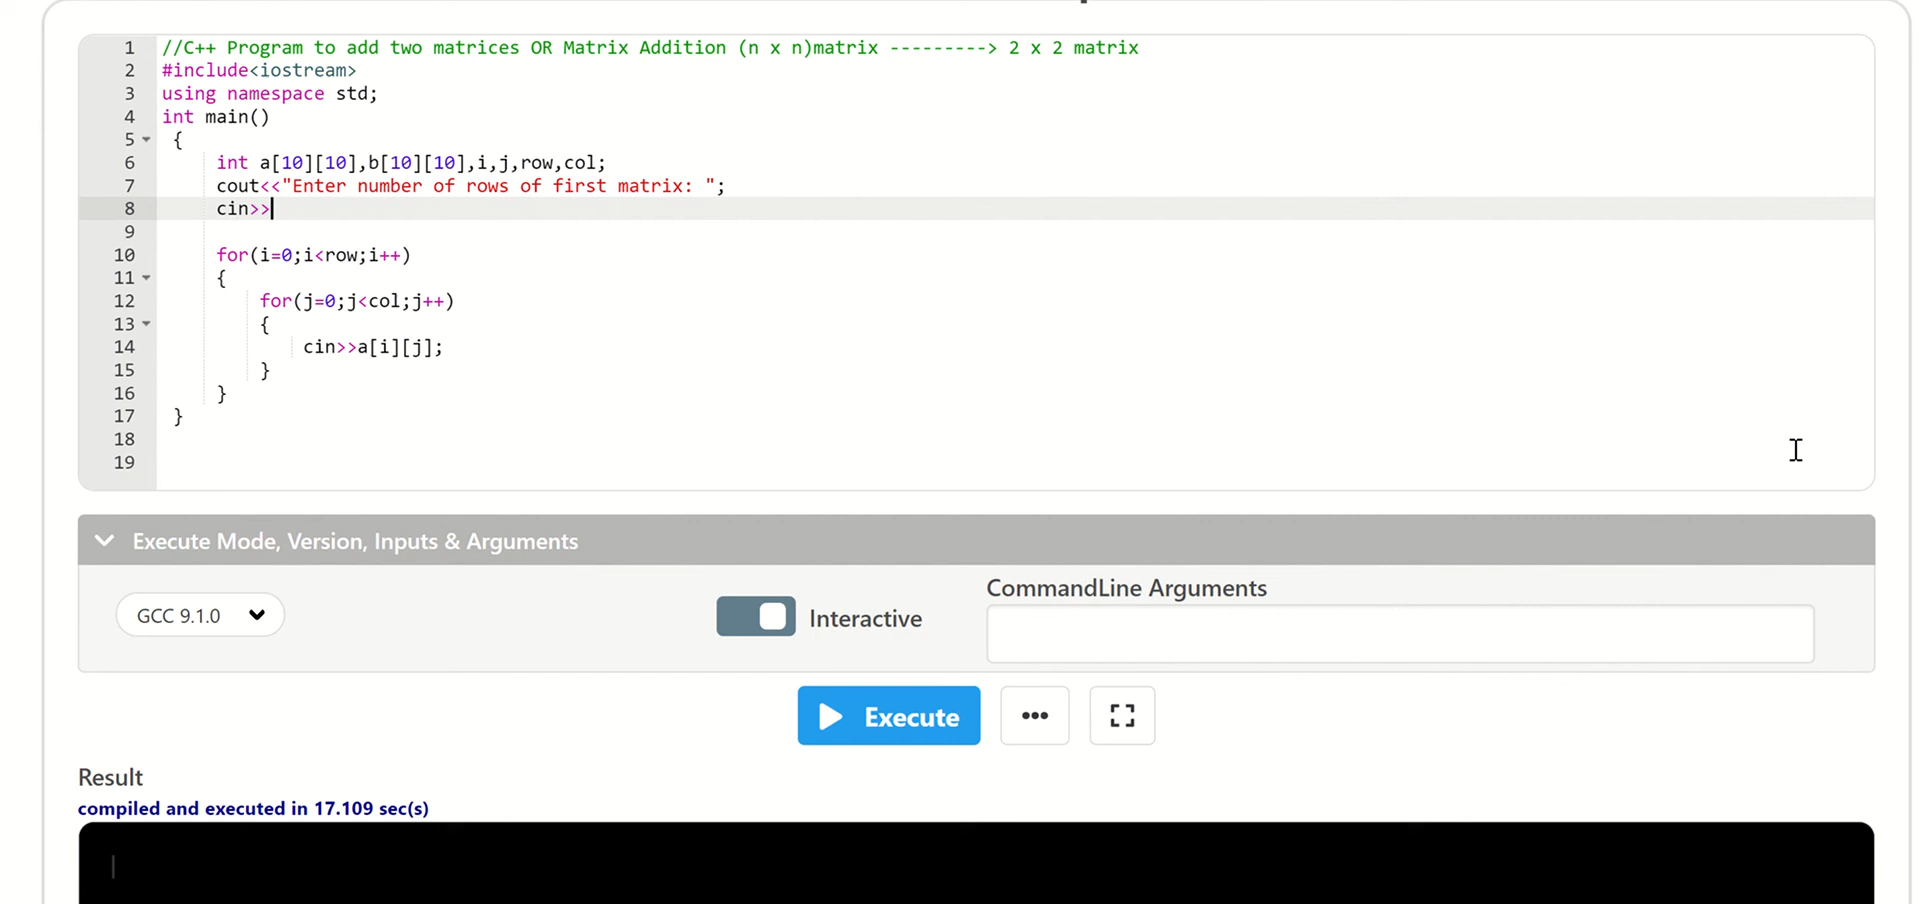 1 //C++ Program to add two matrices OR Matrix Addition (n x n)matrix ---------> 2 x 2 matrix
2 #include<iostream>
3 using namespace std;
4 int main()
5 {
6 int a[10][10],b[10][10],i,j,row,col;
7 cout<<"Enter number of rows of first matrix: ";
8 cin>>
9
10 for(i=0;i<row;i++)
11 {
12 for(j=0;j<col;j++)
13 {
14 cin>>a[i][j];
15 }
16 }
17 }
18
19
Execute Mode, Version, Inputs & Arguments
CommandLine Arguments
GCC 9.1.0 Interactive
Execute
Result
compiled and executed in 17.109 sec(s)